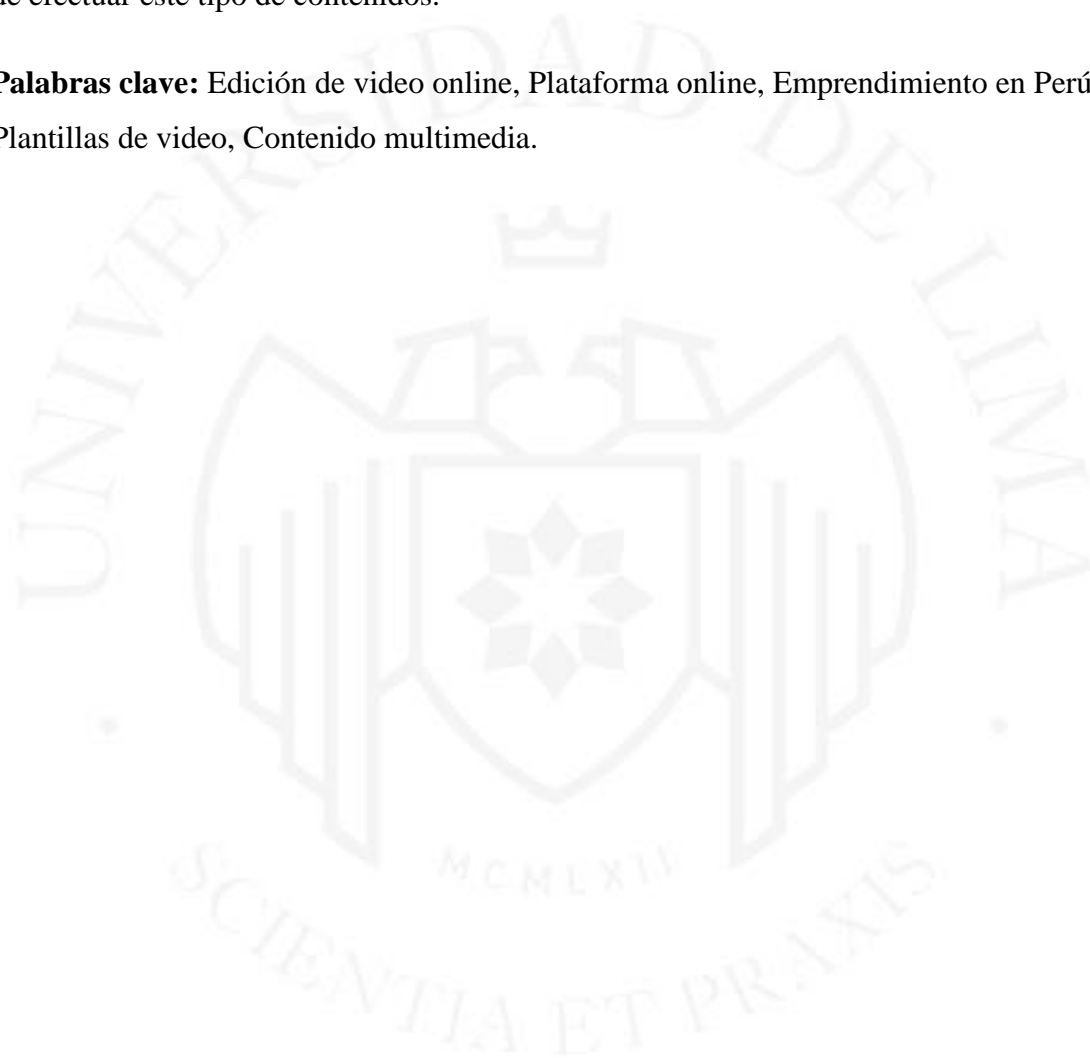 de efectuar este tipo de contenidos.
Palabras clave: Edición de video online, Plataforma online, Emprendimiento en Perú
Plantillas de video, Contenido multimedia.
UNIVERSIDAD DE LIMA
MCMLXII
SCIENTIA ET PRAXIS